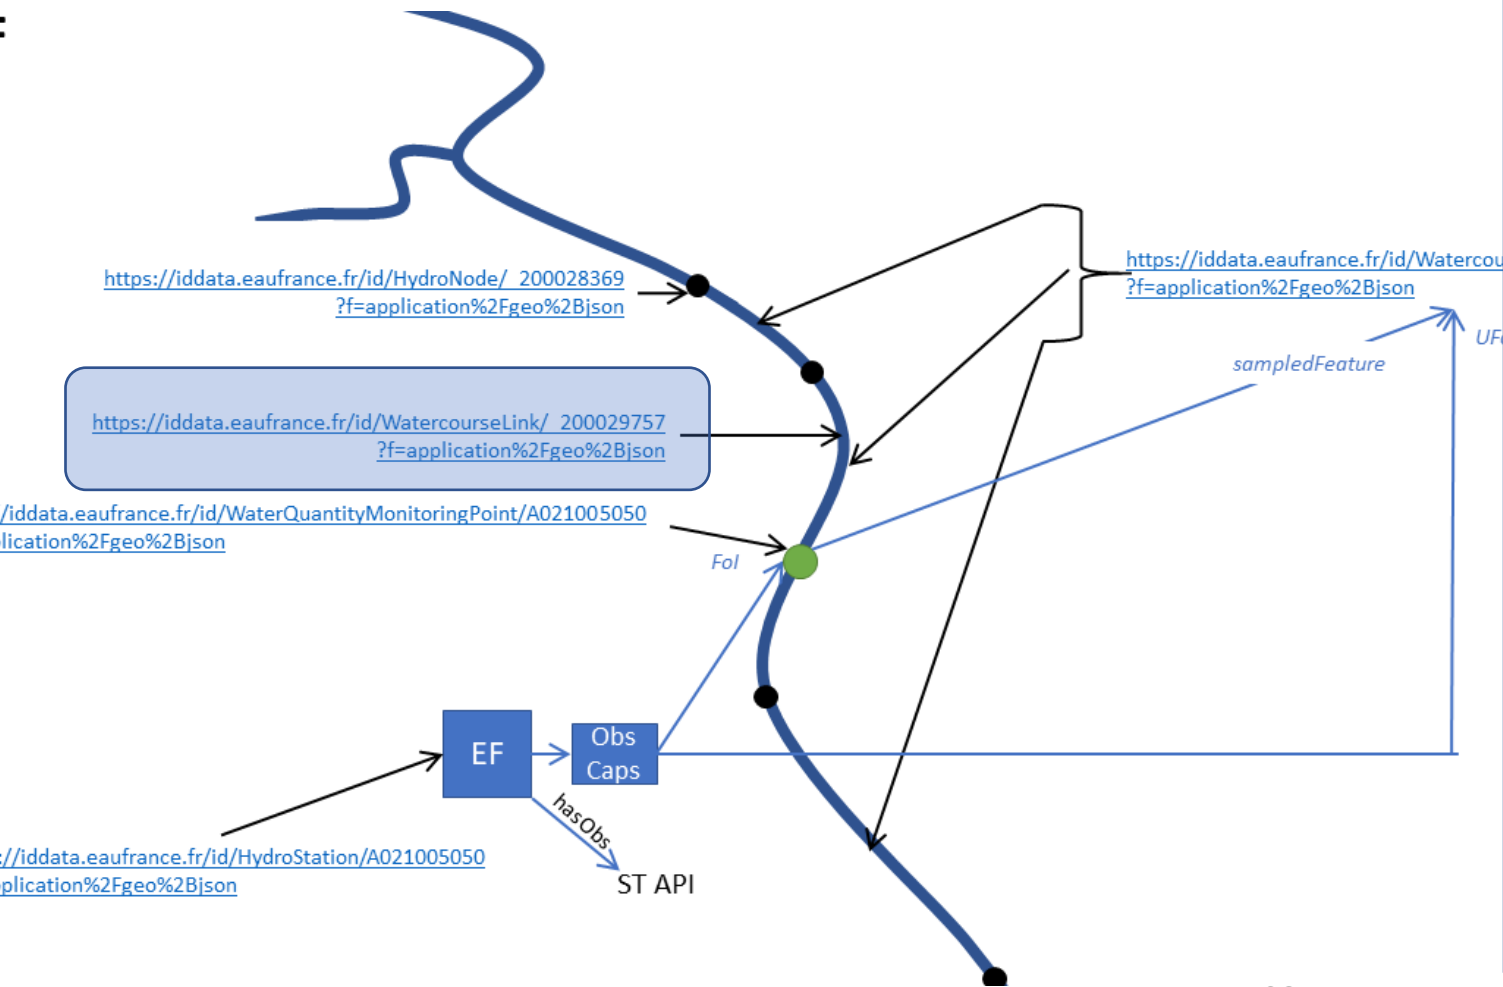 :
https://iddata.eaufrance.fr/id/HydroNode/_200028369
?f=application%2Fgeo%2Bjson
https://iddata.eaufrance.fr/id/Watercou
?f=application%2Fgeo%2Bjson
UF
sampledFeature
https://iddata.eaufrance.fr/id/WatercourseLink/_200029757
?f=application%2Fgeo%2Bjson
/iddata.eaufrance.fr/id/WaterQuantityMonitoringPoint/A021005050
lication%2Fgeo%2Bjson
FoI
EF
Obs
Caps
hasObs
://iddata.eaufrance.fr/id/HydroStation/A021005050
plication%2Fgeo%2Bjson
ST API